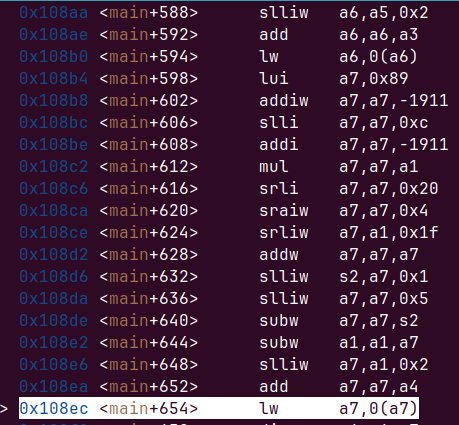 0x108aa <main+588> slliw a6,a5,0x2
0x108ae <main+592> add a6,a6,a3
0x108b0 <main+594> lw a6,0(a6)
0x108b4 <main+598> lui a7,0x89
0x108b8 <main+602> addiw a7,a7,-1911
0x108bc <main+606> slli a7,a7,0xc
0x108be <main+608> addi a7,a7,-1911
0x108c2 <main+612> mul a7,a7,a1
0x108c6 <main+616> srli a7,a7,0x20
0x108ca <main+620> sraiw a7,a7,0x4
0x108ce <main+624> srliw a7,a1,0x1f
0x108d2 <main+628> addw a7,a7,a7
0x108d6 <main+632> slliw s2,a7,0x1
0x108da <main+636> slliw a7,a7,0x5
0x108de <main+640> subw a7,a7,s2
0x108e2 <main+644> subw a1,a1,a7
0x108e6 <main+648> slliw a7,a1,0x2
0x108ea <main+652> add a7,a7,a4
> 0x108ec <main+654> lw a7,0(a7)